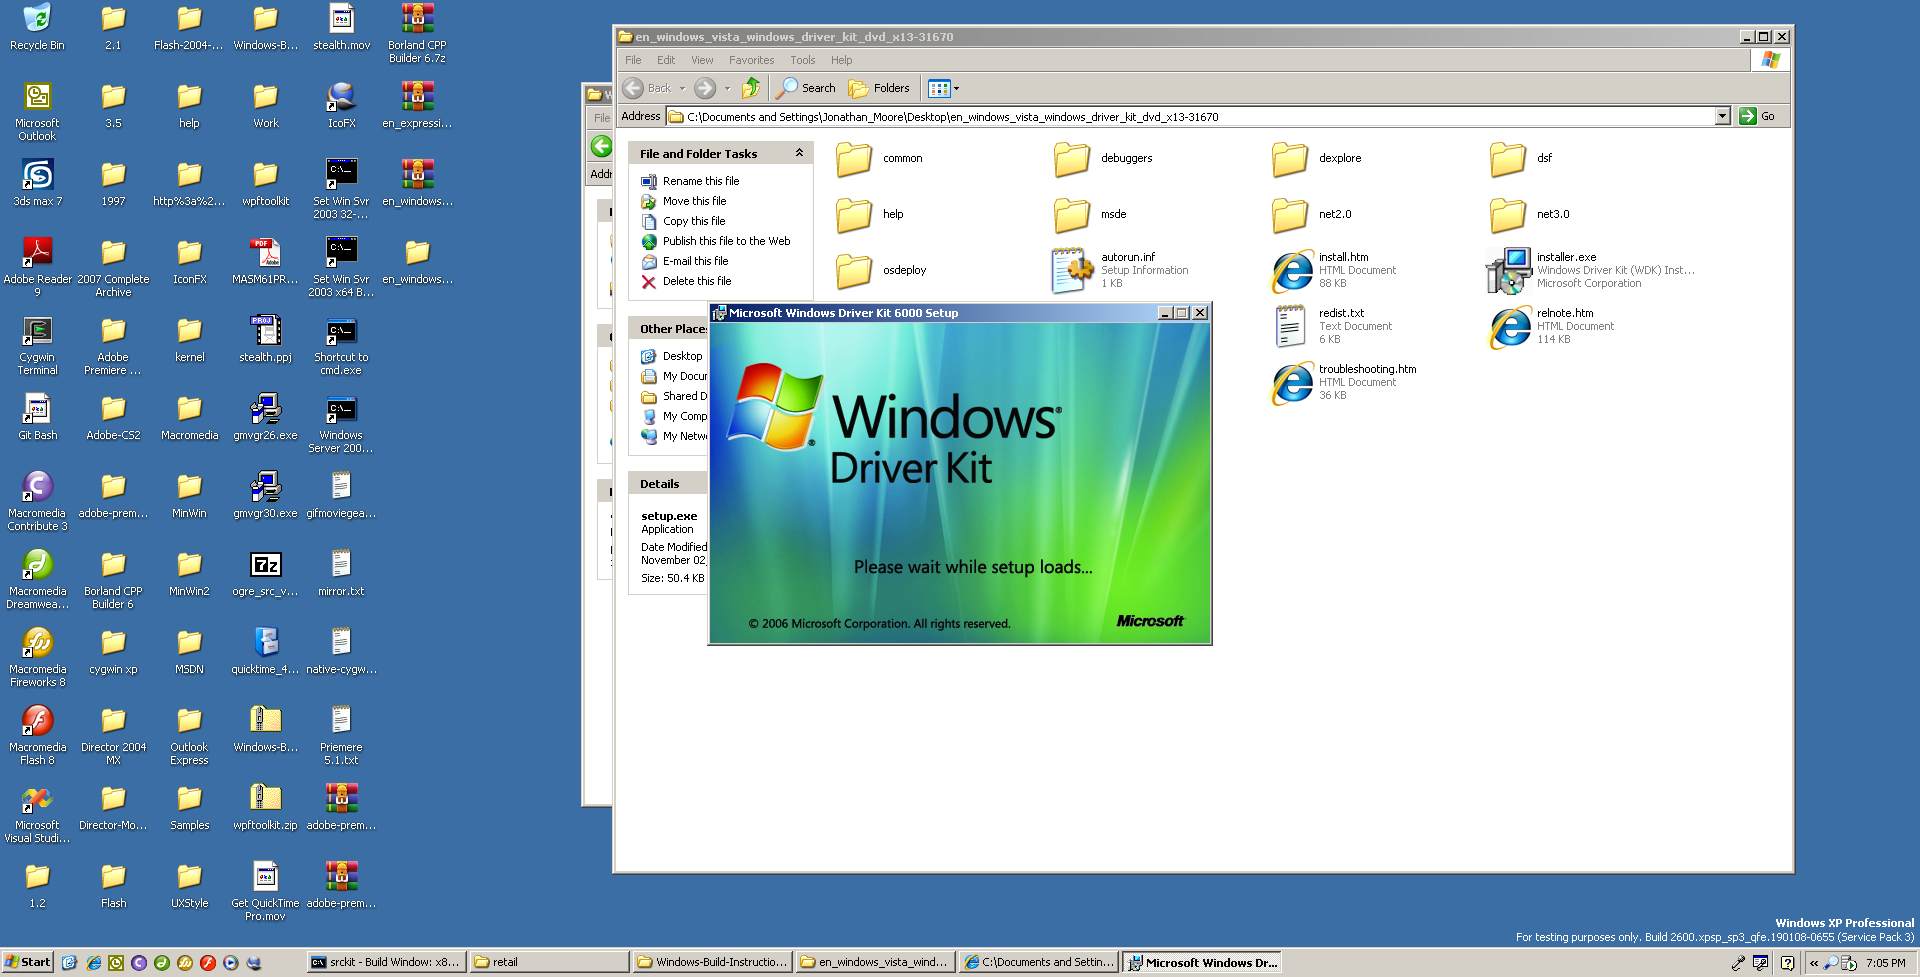 Recycle Bin
2.1
Flash-2004-...
Windows-B...
stealth.mov
Borland CPP
Builder 6.7z
Microsoft
Outlook
3.5
help
Work
IcoFX
en_expressi...
3ds max 7
1997
http%3a%2...
wpftoolkit
Set Win Svr
2003 32-...
en_windows...
Adobe Reader
9
2007 Complete
Archive
IconFX
MASM61PR...
Set Win Svr
2003 x64 B...
en_windows...
Cygwin
Terminal
Adobe
Premiere ...
kernel
stealth.ppj
Shortcut to
cmd.exe
Git Bash
Adobe-CS2
Macromedia
gmvgr26.exe
Windows
Server 200...
Macromedia
Contribute 3
adobe-prem...
MinWin
gmvgr30.exe
gifmoviegea...
Macromedia
Dreamwea...
Borland CPP
Builder 6
MinWin2
ogre_src_v...
mirror.txt
Macromedia
Fireworks 8
cygwin xp
MSDN
quicktime_4...
native-cygw...
Macromedia
Flash 8
Director 2004
MX
Outlook
Express
Windows-B...
Priemere
5.1.txt
Microsoft
Visual Studi...
Director-Mo...
Samples
wpftoolkit.zip
adobe-prem...
1.2
Flash
UXStyle
Get QuickTime
Pro.mov
adobe-prem...
File
Addr
en_windows_vista_windows_driver_kit_dvd_x13-31670
File Edit View Favorites Tools Help
Back Search Folders
Address C:\Documents and Settings\Jonathan_Moore\Desktop\en_windows_vista_windows_driver_kit_dvd_x13-31670 Go
File and Folder Tasks
Rename this file
Move this file
Copy this file
Publish this file to the Web
E-mail this file
Delete this file
Other Place
Desktop
My Docu
Shared D
My Comp
My Netw
Details
setup.exe
Application
Date Modified
November 02,
Size: 50.4 KB
common
debuggers
dexplore
dsf
help
msde
net2.0
net3.0
osdeploy
autorun.inf
Setup Information
1 KB
install.htm
HTML Document
88 KB
installer.exe
Windows Driver Kit (WDK) Inst...
Microsoft Corporation
redist.txt
Text Document
6 KB
relnote.htm
HTML Document
114 KB
troubleshooting.htm
HTML Document
36 KB
Microsoft Windows Driver Kit 6000 Setup
Windows®
Driver Kit
Please wait while setup loads...
© 2006 Microsoft Corporation. All rights reserved.
Microsoft
Windows XP Professional
For testing purposes only. Build 2600.xpsp_sp3_qfe.190108-0655 (Service Pack 3)
Start
srckit - Build Window: x8...
retail
Windows-Build-Instructio...
en_windows_vista_wind...
C:\Documents and Settin...
Microsoft Windows Dr...
7:05 PM